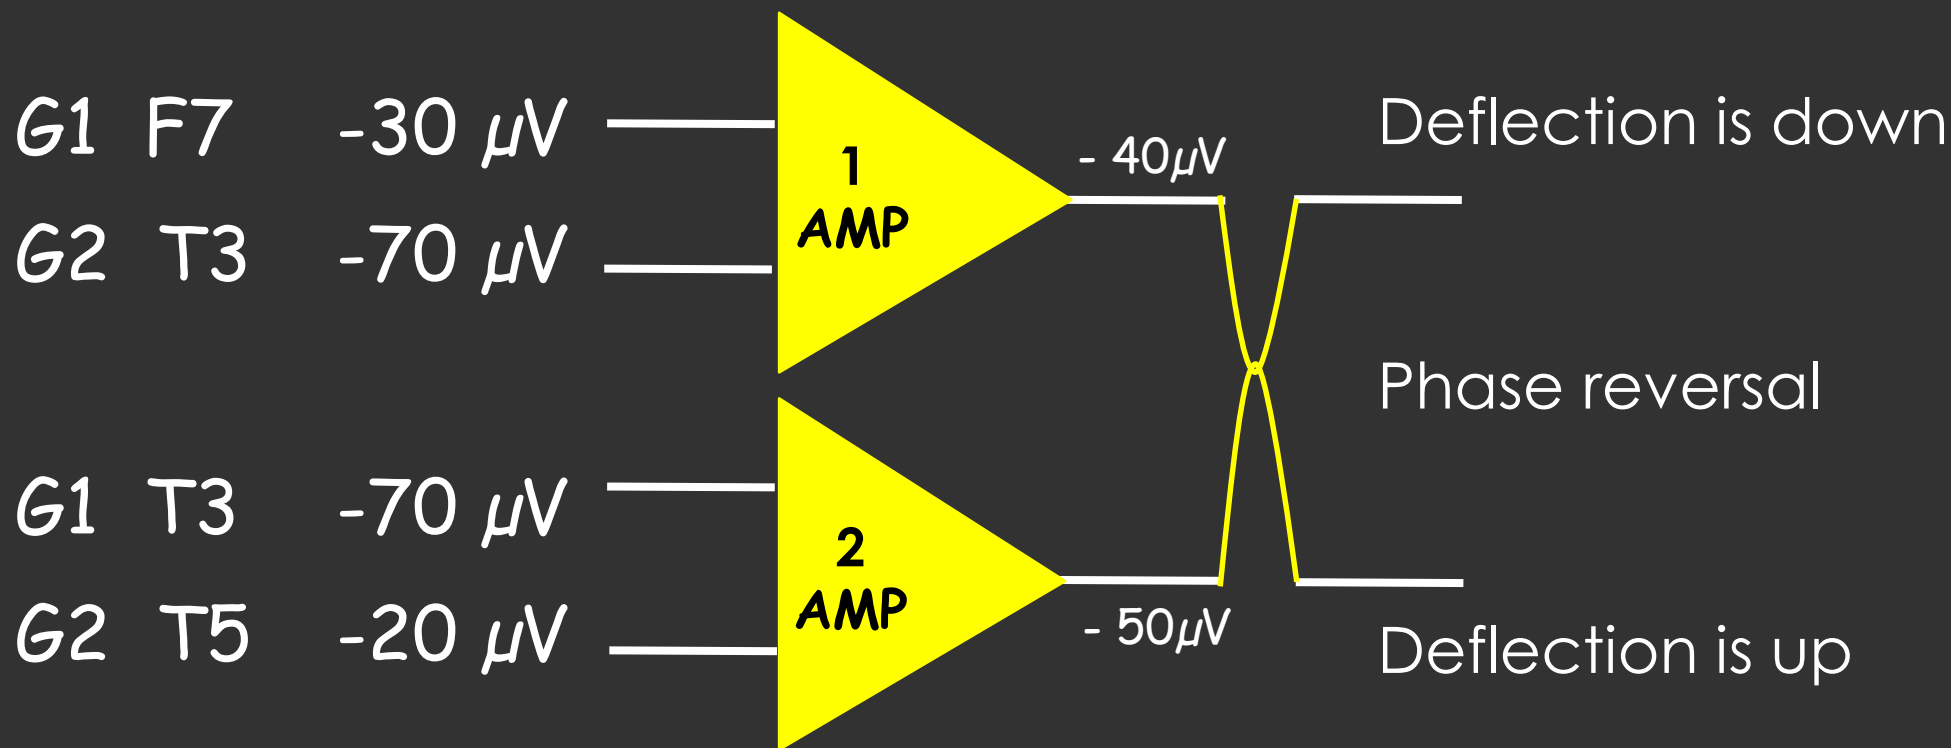 G1 F7 -30 µV
G2 T3 -70 µV
1
AMP
- 40µV
Deflection is down
Phase reversal
G1 T3 -70 µV
G2 T5 -20 µV
2
AMP
- 50µV
Deflection is up